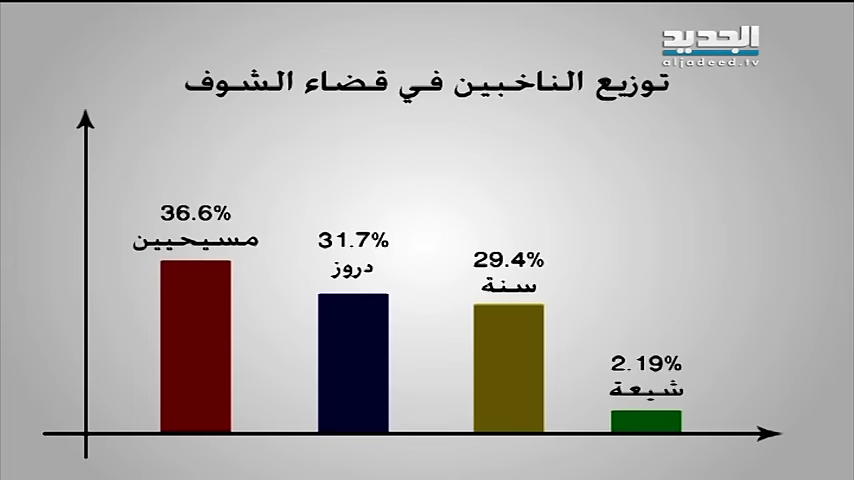 الجديد
aljadeed.tv
توزيع الناخبين في قضاء الشوف
36.6%
مسيحيين
31.7%
دروز
29.4%
سنة
2.19%
شيعة